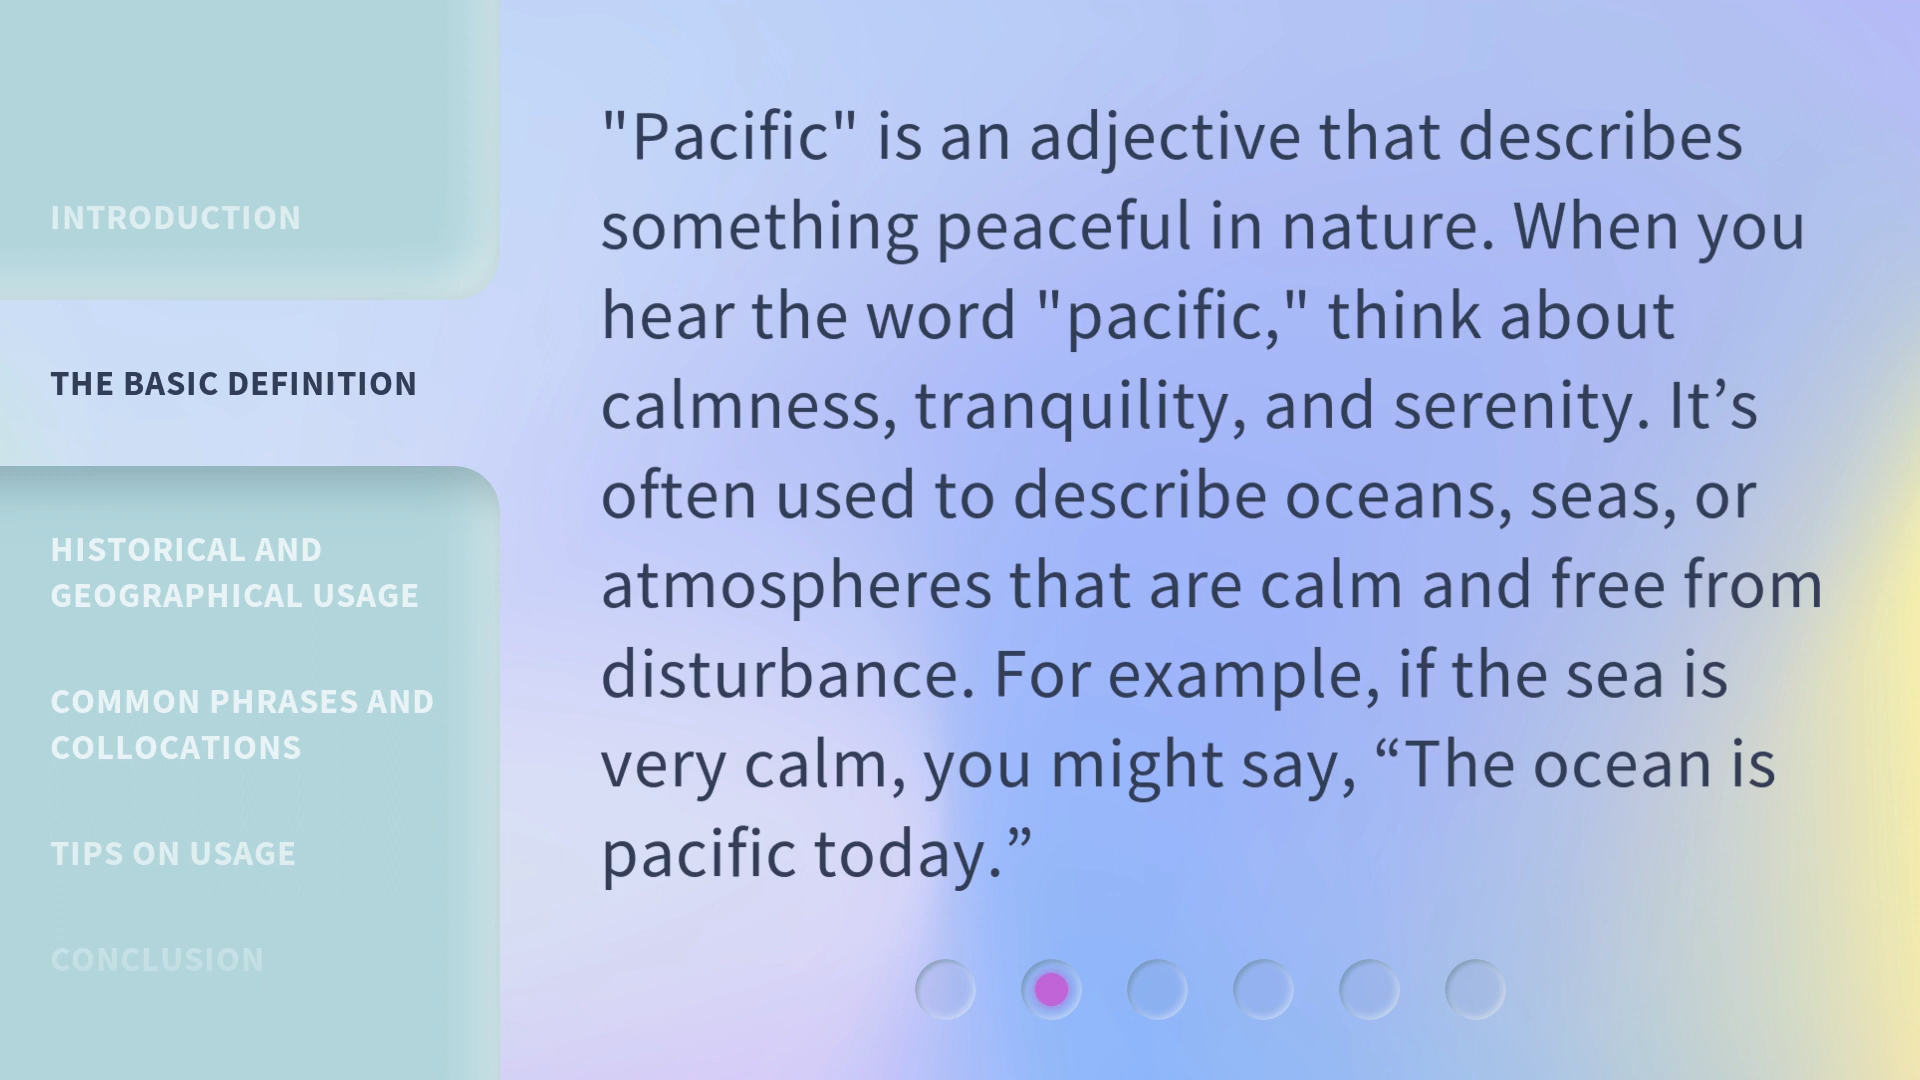 INTRODUCTION
THE BASIC DEFINITION
HISTORICAL AND
GEOGRAPHICAL USAGE
COMMON PHRASES AND
COLLOCATIONS
TIPS ON USAGE
CONCLUSION
"Pacific" is an adjective that describes
something peaceful in nature. When you
hear the word "pacific," think about
calmness, tranquility, and serenity. It’s
often used to describe oceans, seas, or
atmospheres that are calm and free from
disturbance. For example, if the sea is
very calm, you might say, “The ocean is
pacific today.”